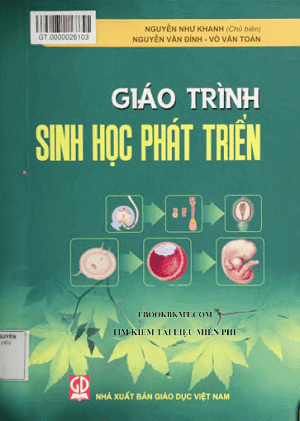 GT.0000026103
NGUYỄN NHƯ KHANH (Chủ biên)
NGUYỄN VĂN ĐÍNH - VÕ VĂN TOÀN
GIÁO TRÌNH
SINH HỌC PHÁT TRIỂN
EBOOKBKMT.COM
TÌM KIẾM TÀI LIỆU MIỄN PHÍ
GD
NHÀ XUẤT BẢN GIÁO DỤC VIỆT NAM